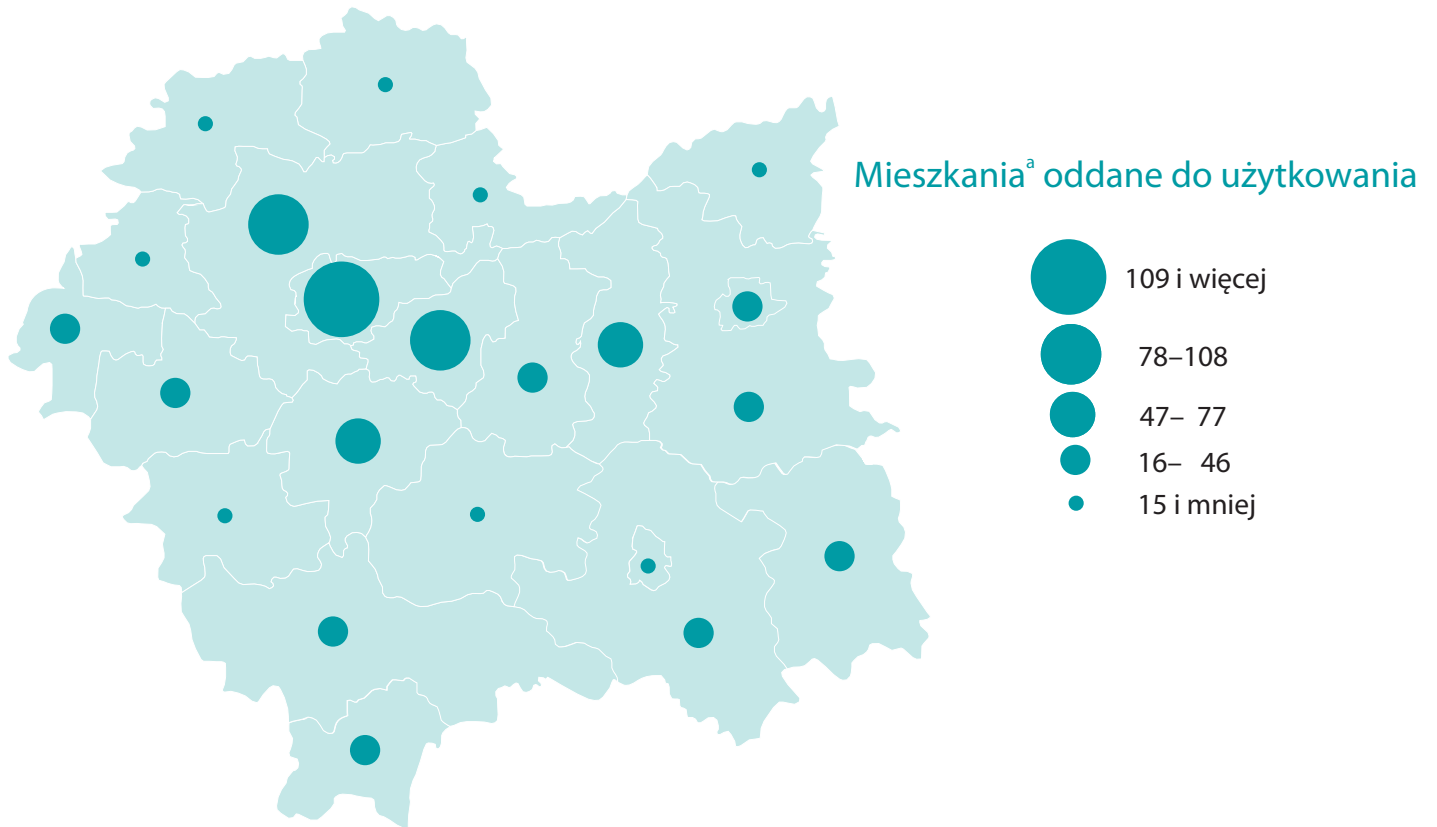 Mieszkaniaª oddane do użytkowania
109 i więcej
78–108
47– 77
16– 46
15 i mniej